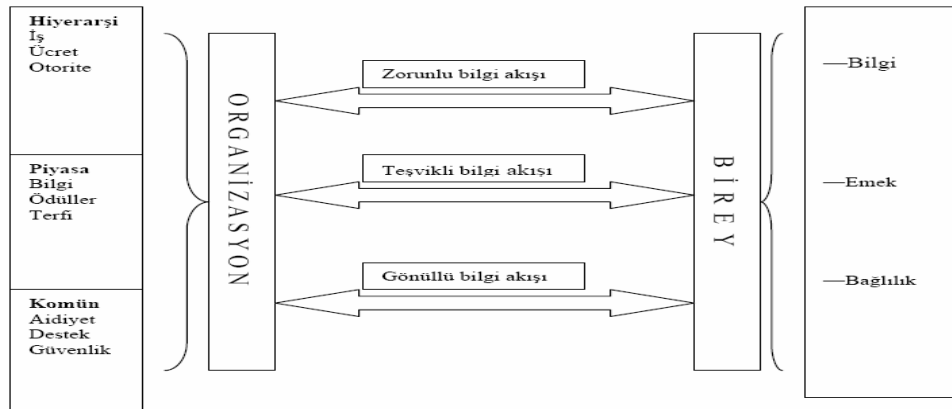 Hiyerarşi
İş
Ücret
Otorite
Piyasa
Bilgi
Ödüller
Terfi
Komün
Aidiyet
Destek
Güvenlik
ORGANİZASYON
Zorunlu bilgi akışı
Teşvikli bilgi akışı
Gönüllü bilgi akışı
BİREY
—Bilgi
—Emek
—Bağlılık